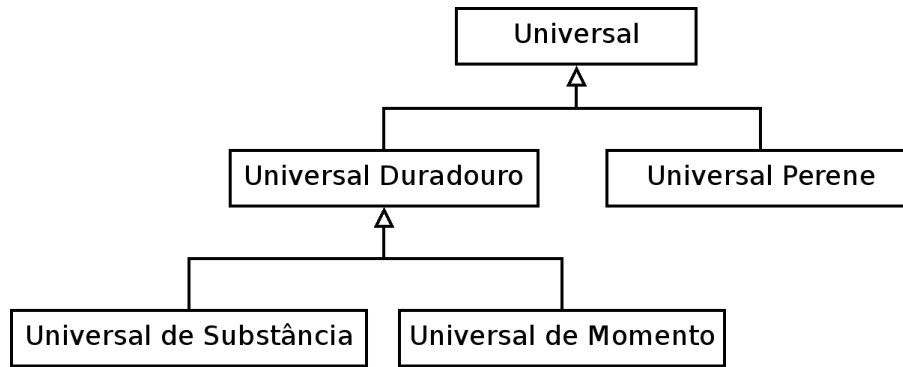 Universal
Universal Duradouro
Universal Perene
Universal de Substância
Universal de Momento